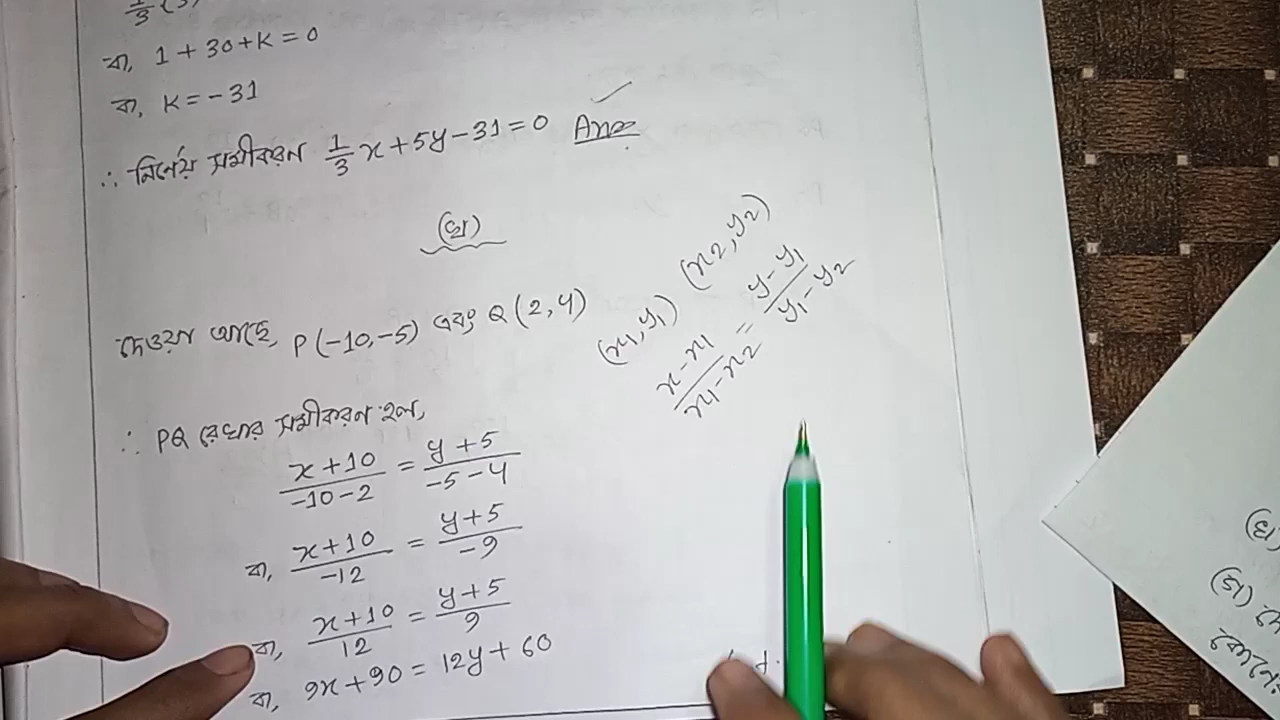 বা, 1 + 30 + K = 0
বা, K = -31
∴ নির্ণেয় সমীকরণ 1/3 x + 5y - 31 = 0 Ans
(খ)
দেওয়া আছে, P (-10, -5) এবং Q (2, 4)
(x1, y1) (x2, y2)
x - x1 / x1 - x2 = y - y1 / y1 - y2
∴ PQ রেখার সমীকরণ হল,
x + 10 / -10 - 2 = y + 5 / -5 - 4
বা, x + 10 / -12 = y + 5 / -9
বা, x + 10 / 12 = y + 5 / 9
বা, 9x + 90 = 12y + 60